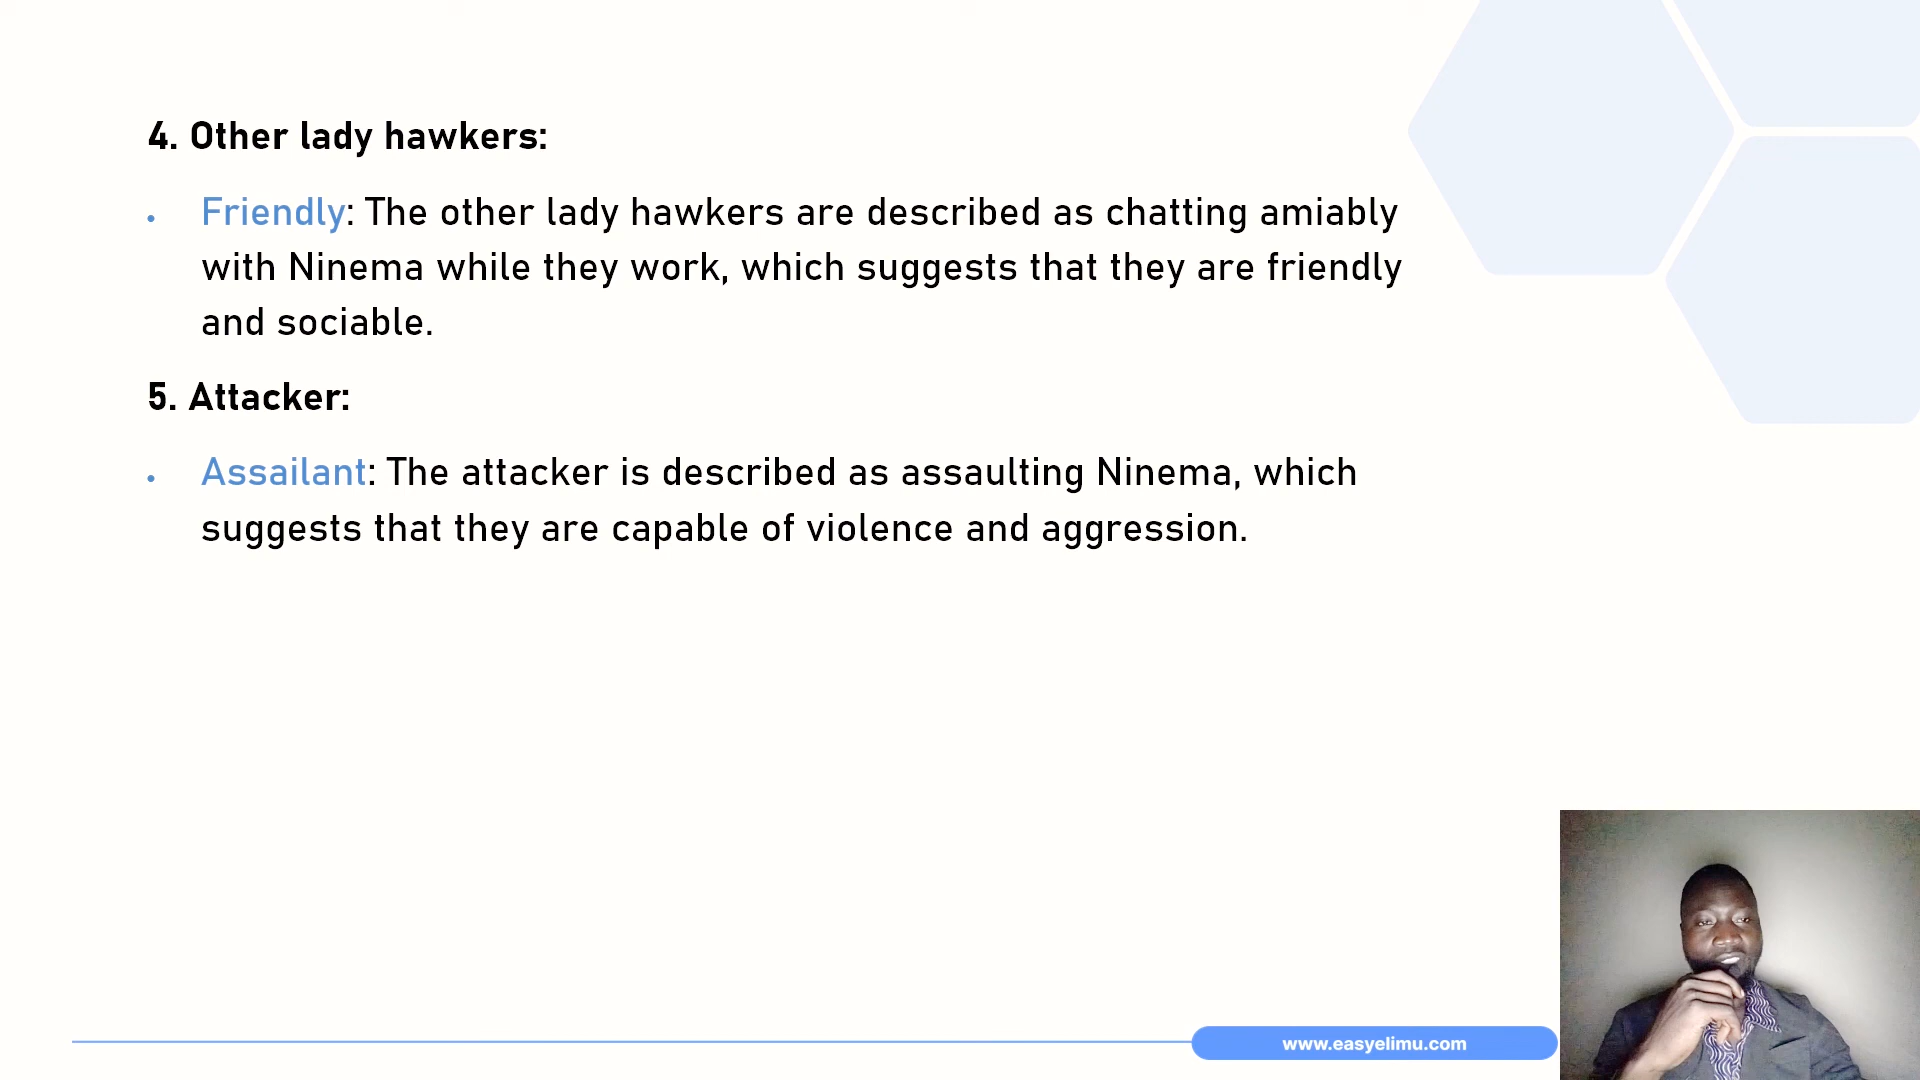 4. Other lady hawkers:
• Friendly: The other lady hawkers are described as chatting amiably
with Ninema while they work, which suggests that they are friendly
and sociable.
5. Attacker:
• Assailant: The attacker is described as assaulting Ninema, which
suggests that they are capable of violence and aggression.
www.easyelimu.com